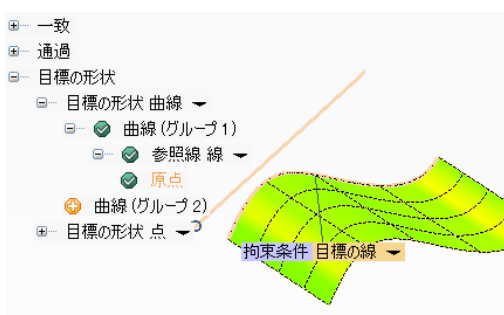 一致
通過
目標の形状
目標の形状 曲線
曲線 (グループ 1)
参照線 線
原点
曲線 (グループ 2)
目標の形状 点
拘束条件 目標の線